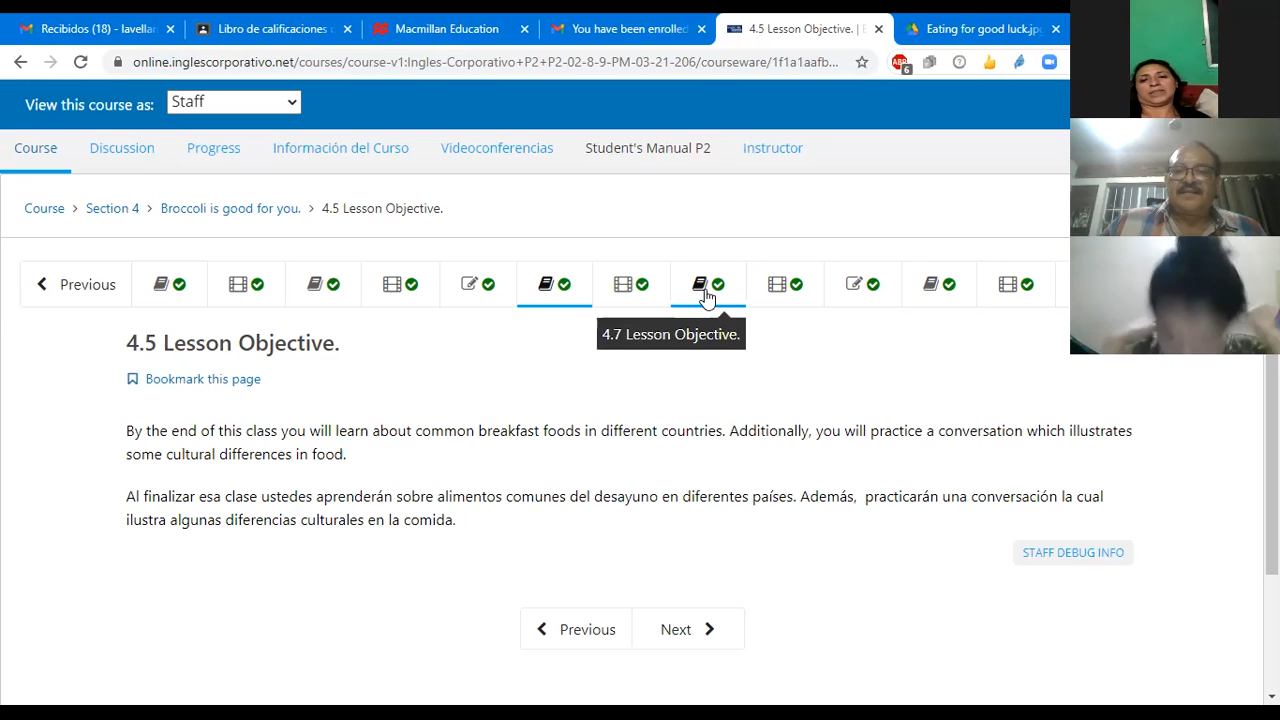 Recibidos (18) - lavellan
Libro de calificaciones
Macmillan Education
You have been enrolled
4.5 Lesson Objective. |
Eating for good luck.jpg
online.inglescorporativo.net/courses/course-v1:Ingles-Corporativo+P2+P2-02-8-9-PM-03-21-206/courseware/1f1a1aafb...
ABP
6
View this course as:
Staff
Course
Discussion
Progress
Información del Curso
Videoconferencias
Student's Manual P2
Instructor
Course > Section 4 > Broccoli is good for you. > 4.5 Lesson Objective.
Previous
4.7 Lesson Objective.
4.5 Lesson Objective.
Bookmark this page
By the end of this class you will learn about common breakfast foods in different countries. Additionally, you will practice a conversation which illustrates
some cultural differences in food.
Al finalizar esa clase ustedes aprenderán sobre alimentos comunes del desayuno en diferentes países. Además, practicarán una conversación la cual
ilustra algunas diferencias culturales en la comida.
STAFF DEBUG INFO
Previous
Next